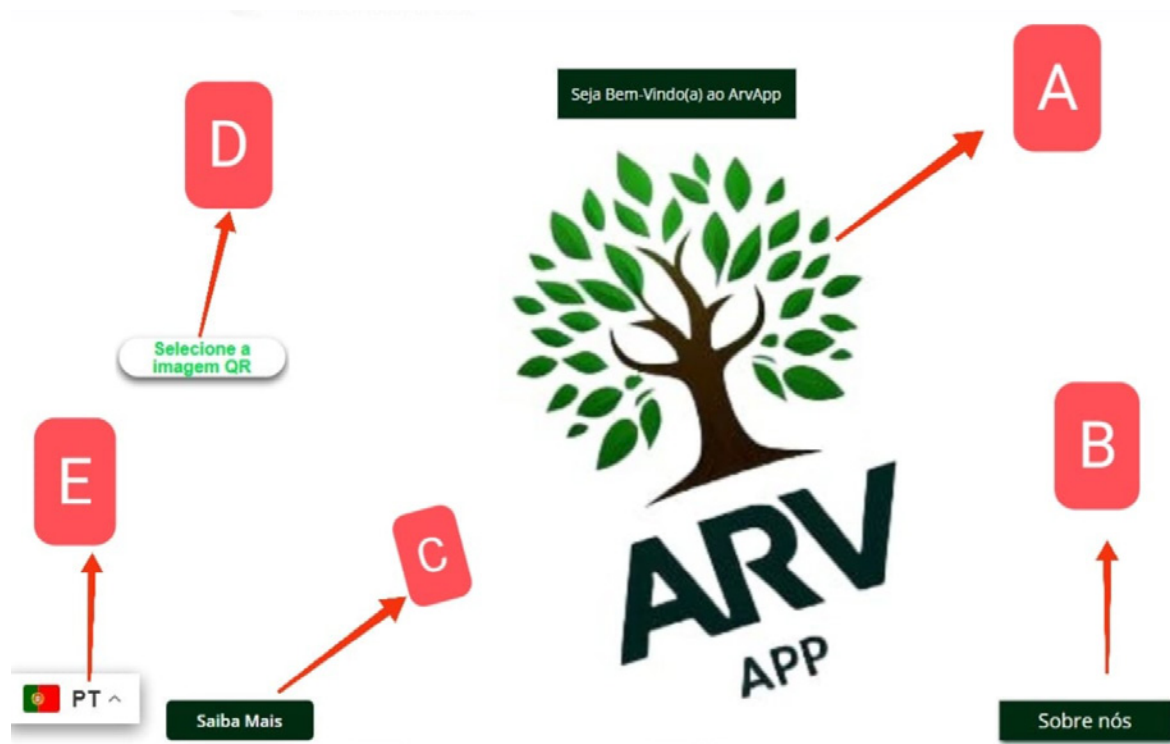 Seja Bem-Vindo(a) ao ArvApp
A
D
Selecione a
imagem QR
B
E
C
ARV
APP
PT
Saiba Mais
Sobre nós